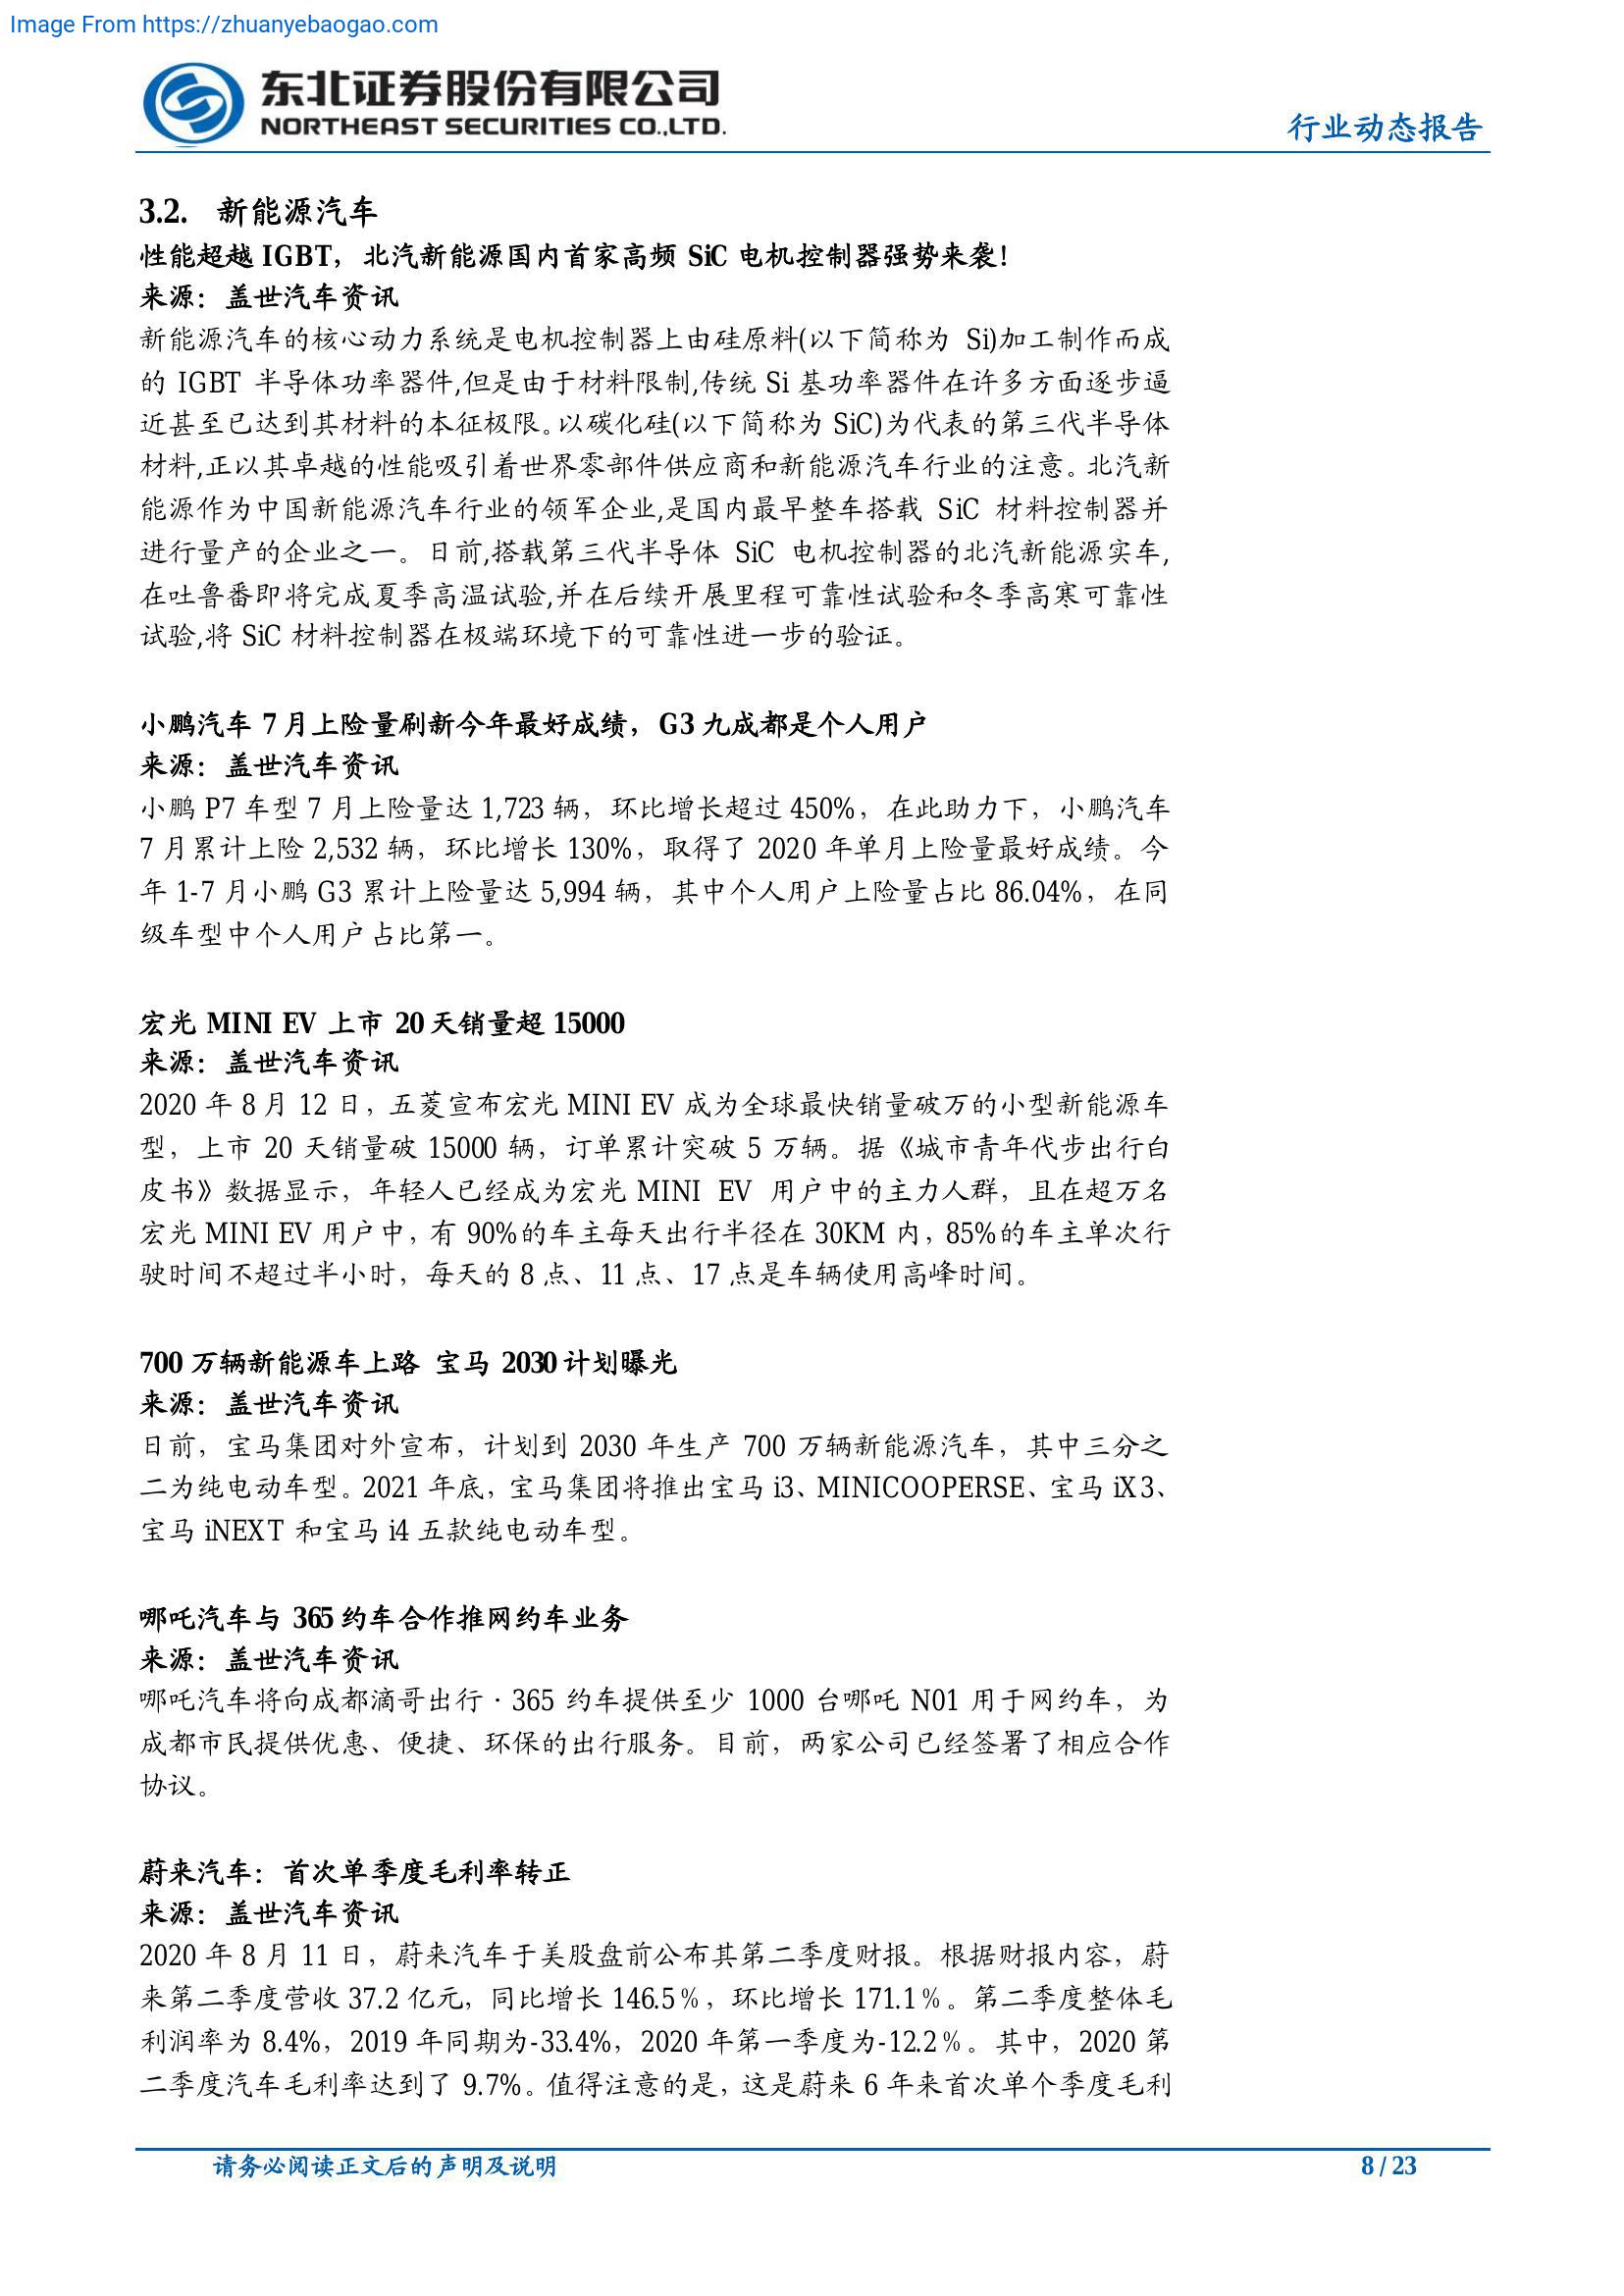 Image From https://zhuanyebaogao.com
东北证券股份有限公司
NORTHEAST SECURITIES CO.,LTD.
行业动态报告
3.2. 新能源汽车
性能超越 IGBT，北汽新能源国内首家高频 SiC 电机控制器强势来袭！
来源：盖世汽车资讯
新能源汽车的核心动力系统是电机控制器上由硅原料(以下简称为 Si)加工制作而成
的 IGBT 半导体功率器件,但是由于材料限制,传统 Si 基功率器件在许多方面逐步逼
近甚至已达到其材料的本征极限。以碳化硅(以下简称为 SiC)为代表的第三代半导体
材料,正以其卓越的性能吸引着世界零部件供应商和新能源汽车行业的注意。北汽新
能源作为中国新能源汽车行业的领军企业,是国内最早整车搭载 SiC 材料控制器并
进行量产的企业之一。日前,搭载第三代半导体 SiC 电机控制器的北汽新能源实车,
在吐鲁番即将完成夏季高温试验,并在后续开展里程可靠性试验和冬季高寒可靠性
试验,将 SiC 材料控制器在极端环境下的可靠性进一步的验证。
小鹏汽车 7 月上险量刷新今年最好成绩，G3 九成都是个人用户
来源：盖世汽车资讯
小鹏 P7 车型 7 月上险量达 1,723 辆，环比增长超过 450%，在此助力下，小鹏汽车
7 月累计上险 2,532 辆，环比增长 130%，取得了 2020 年单月上险量最好成绩。今
年 1-7 月小鹏 G3 累计上险量达 5,994 辆，其中个人用户上险量占比 86.04%，在同
级车型中个人用户占比第一。
宏光 MINI EV 上市 20 天销量超 15000
来源：盖世汽车资讯
2020 年 8 月 12 日，五菱宣布宏光 MINI EV 成为全球最快销量破万的小型新能源车
型，上市 20 天销量破 15000 辆，订单累计突破 5 万辆。据《城市青年代步出行白
皮书》数据显示，年轻人已经成为宏光 MINI EV 用户中的主力人群，且在超万名
宏光 MINI EV 用户中，有 90%的车主每天出行半径在 30KM 内，85%的车主单次行
驶时间不超过半小时，每天的 8 点、11 点、17 点是车辆使用高峰时间。
700 万辆新能源车上路 宝马 2030 计划曝光
来源：盖世汽车资讯
日前，宝马集团对外宣布，计划到 2030 年生产 700 万辆新能源汽车，其中三分之
二为纯电动车型。2021 年底，宝马集团将推出宝马 i3、MINICOOPERSE、宝马 iX3、
宝马 iNEXT 和宝马 i4 五款纯电动车型。
哪吒汽车与 365 约车合作推网约车业务
来源：盖世汽车资讯
哪吒汽车将向成都滴哥出行·365 约车提供至少 1000 台哪吒 N01 用于网约车，为
成都市民提供优惠、便捷、环保的出行服务。目前，两家公司已经签署了相应合作
协议。
蔚来汽车：首次单季度毛利率转正
来源：盖世汽车资讯
2020 年 8 月 11 日，蔚来汽车于美股盘前公布其第二季度财报。根据财报内容，蔚
来第二季度营收 37.2 亿元，同比增长 146.5％，环比增长 171.1％。第二季度整体毛
利润率为 8.4%，2019 年同期为-33.4%，2020 年第一季度为-12.2％。其中，2020 第
二季度汽车毛利率达到了 9.7%。值得注意的是，这是蔚来 6 年来首次单个季度毛利
请务必阅读正文后的声明及说明
8 / 23